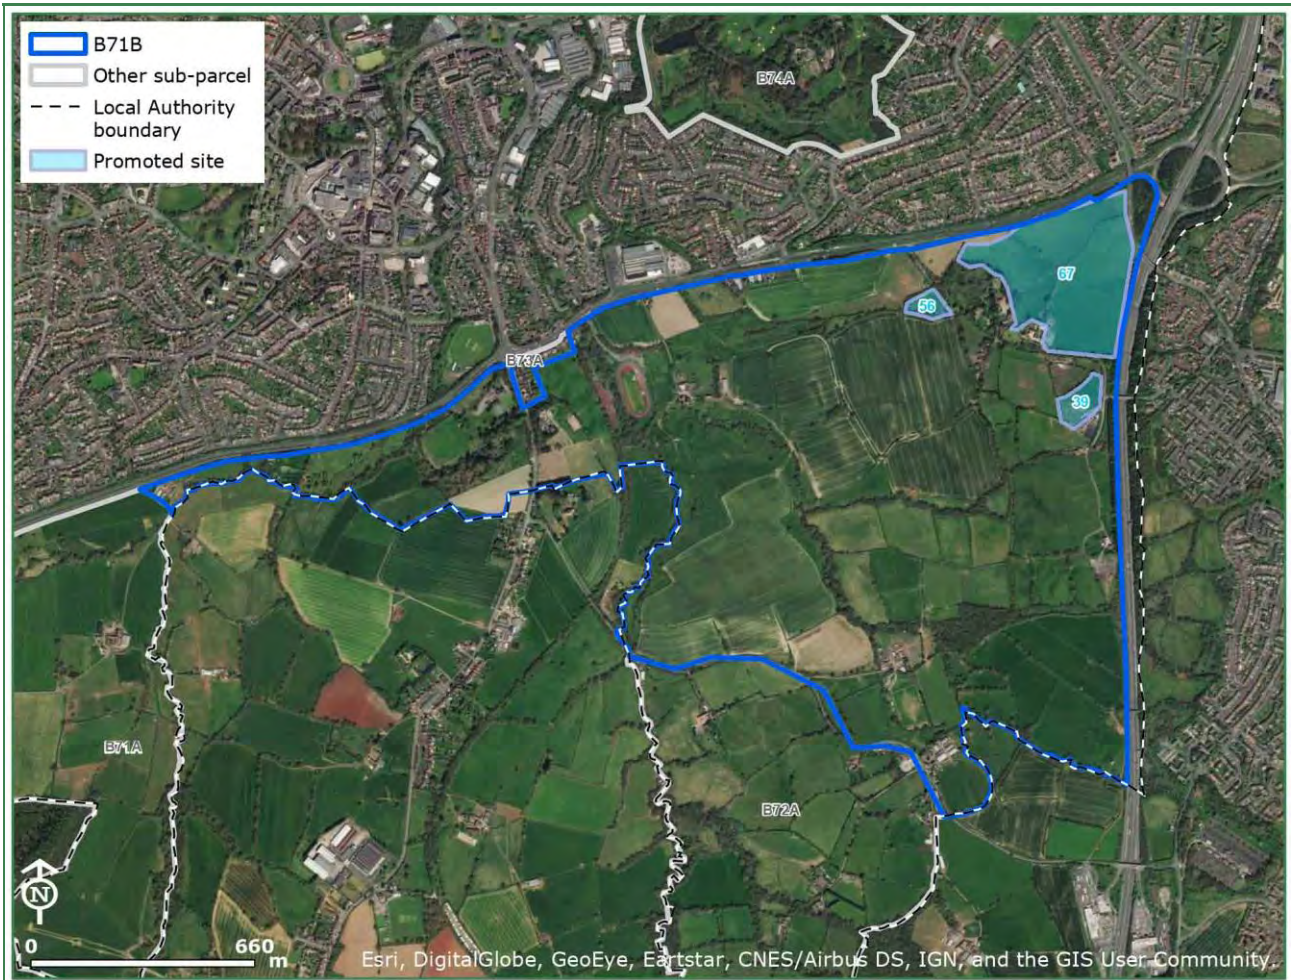 B71B
Other sub-parcel
Local Authority
boundary
Promoted site
B74A
67
56
B73A
39
B71A
B72A
N
0 660
m
Esri, DigitalGlobe, GeoEye, Eartstar, CNES/Airbus DS, IGN, and the GIS User Community.